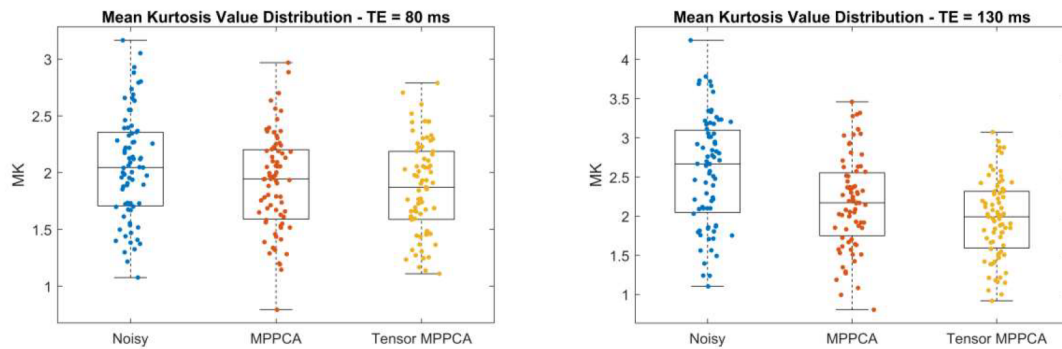 Mean Kurtosis Value Distribution - TE = 80 ms
3
2.5
2
1.5
1
MK
Noisy
MPPCA
Tensor MPPCA
Mean Kurtosis Value Distribution - TE = 130 ms
4
3.5
3
2.5
2
1.5
1
MK
Noisy
MPPCA
Tensor MPPCA